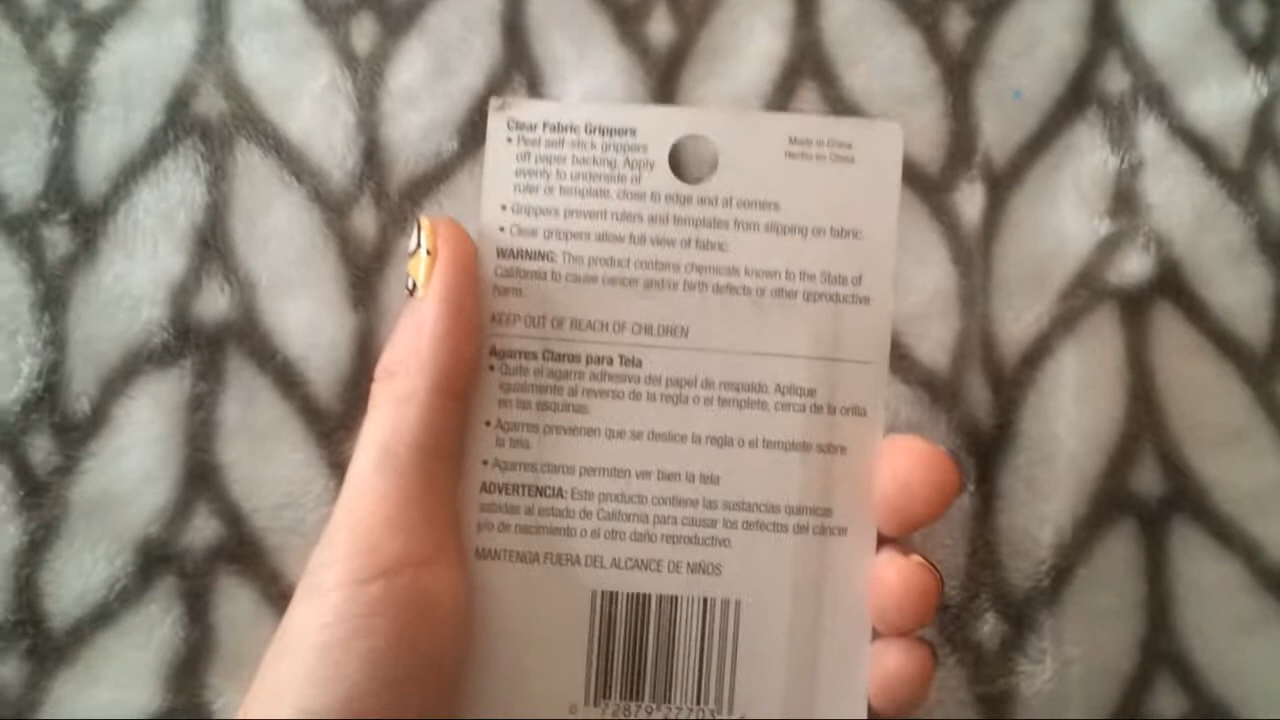 Clear Fabric Grippers
Made in China
Hecho en China
• Peel self-stick grippers
off paper backing. Apply
evenly to underside of
ruler or template, close to edge and at corners.
• Grippers prevent rulers and templates from slipping on fabric.
• Clear grippers allow full view of fabric.
WARNING: This product contains chemicals known to the State of
California to cause cancer and/or birth defects or other reproductive
harm.
KEEP OUT OF REACH OF CHILDREN
Agarres Claros para Tela
• Quite el agarre adhesiva del papel de respaldo. Aplique
igualmente al reverso de la regla o el templete, cerca de la orilla
en las esquinas.
• Agarres previenen que se deslice la regla o el templete sobre
la tela.
• Agarres claros permiten ver bien la tela
ADVERTENCIA: Este producto contiene las sustancias químicas
sabidas al estado de California para causar los defectos del cáncer
y/o de nacimiento o el otro daño reproductivo.
MANTENGA FUERA DEL ALCANCE DE NIÑOS
0 72879 27703